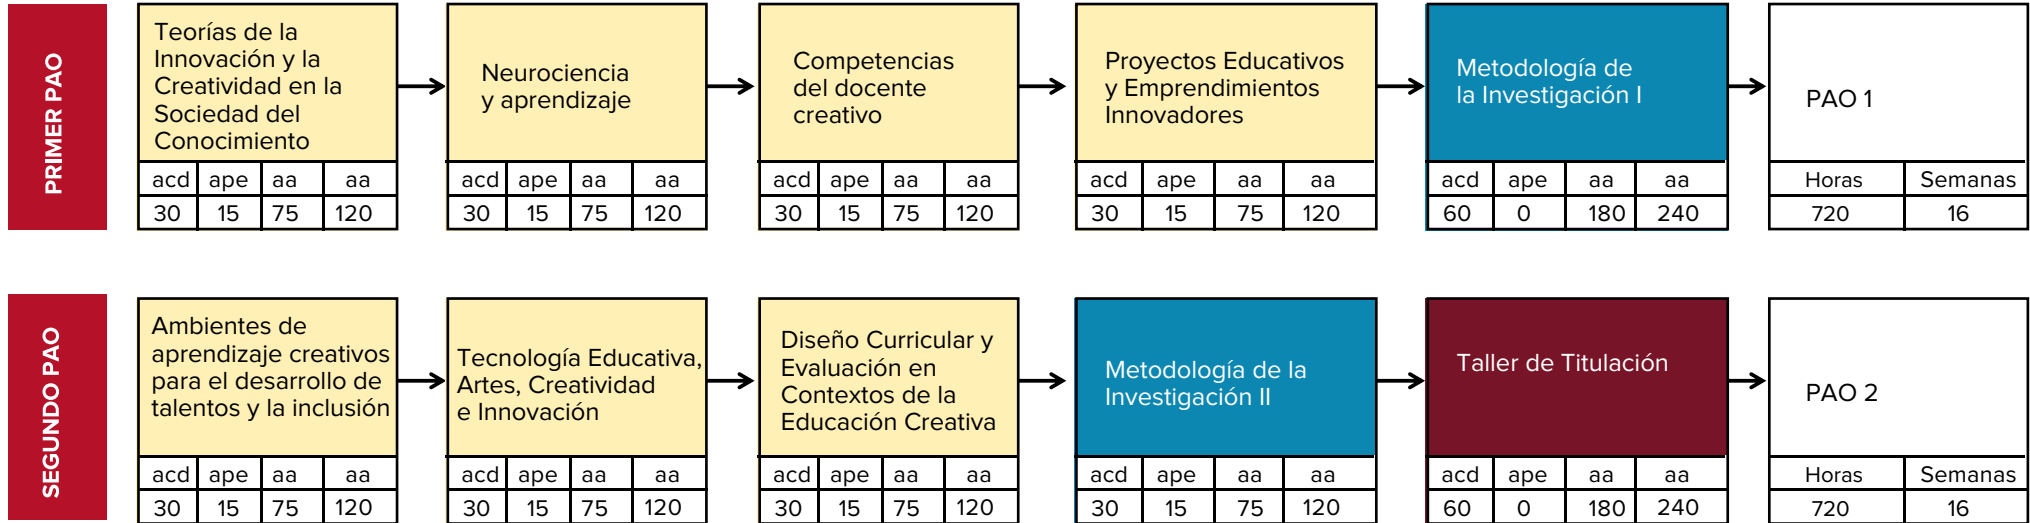 PRIMER PAO
Teorías de la
Innovación y la
Creatividad en la
Sociedad del
Conocimiento
acd ape aa aa
30 15 75 120
Neurociencia
y aprendizaje
acd ape aa aa
30 15 75 120
Competencias
del docente
creativo
acd ape aa aa
30 15 75 120
Proyectos Educativos
y Emprendimientos
Innovadores
acd ape aa aa
30 15 75 120
Metodología de
la Investigación I
acd ape aa aa
60 0 180 240
PAO 1
Horas Semanas
720 16
SEGUNDO PAO
Ambientes de
aprendizaje creativos
para el desarrollo de
talentos y la inclusión
acd ape aa aa
30 15 75 120
Tecnología Educativa,
Artes, Creatividad
e Innovación
acd ape aa aa
30 15 75 120
Diseño Curricular y
Evaluación en
Contextos de la
Educación Creativa
acd ape aa aa
30 15 75 120
Metodología de la
Investigación II
acd ape aa aa
30 15 75 120
Taller de Titulación
acd ape aa aa
60 0 180 240
PAO 2
Horas Semanas
720 16